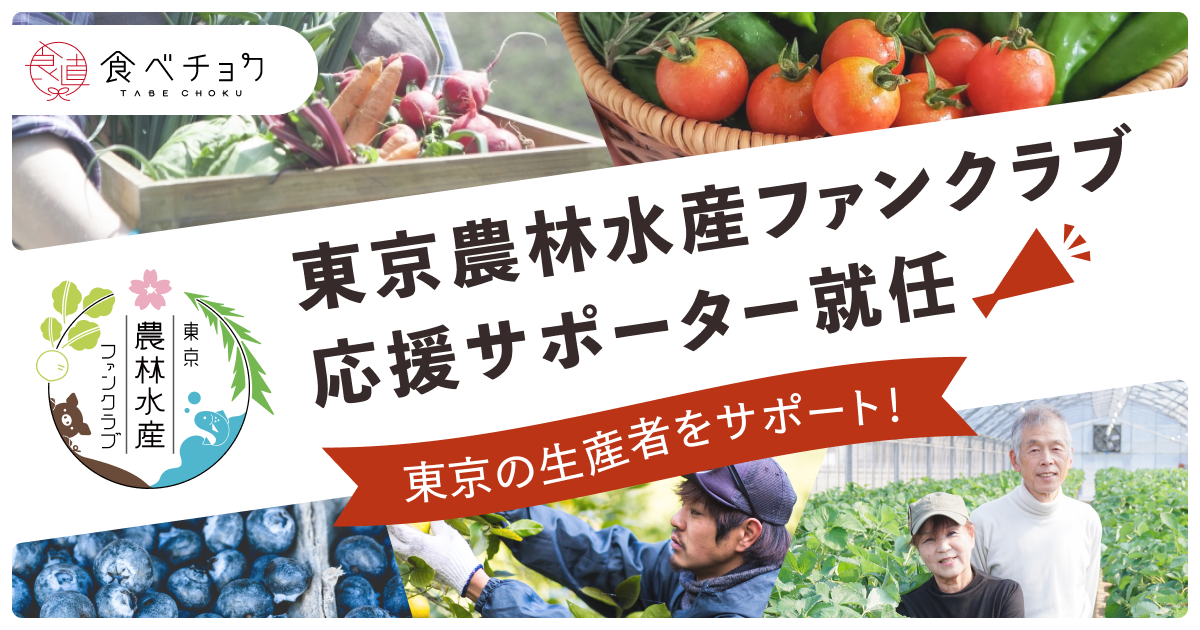 食べチョク
TABE CHOKU
東京農林水産ファンクラブ
応援サポーター就任
東京
農林水産
ファンクラブ
東京の生産者をサポート!